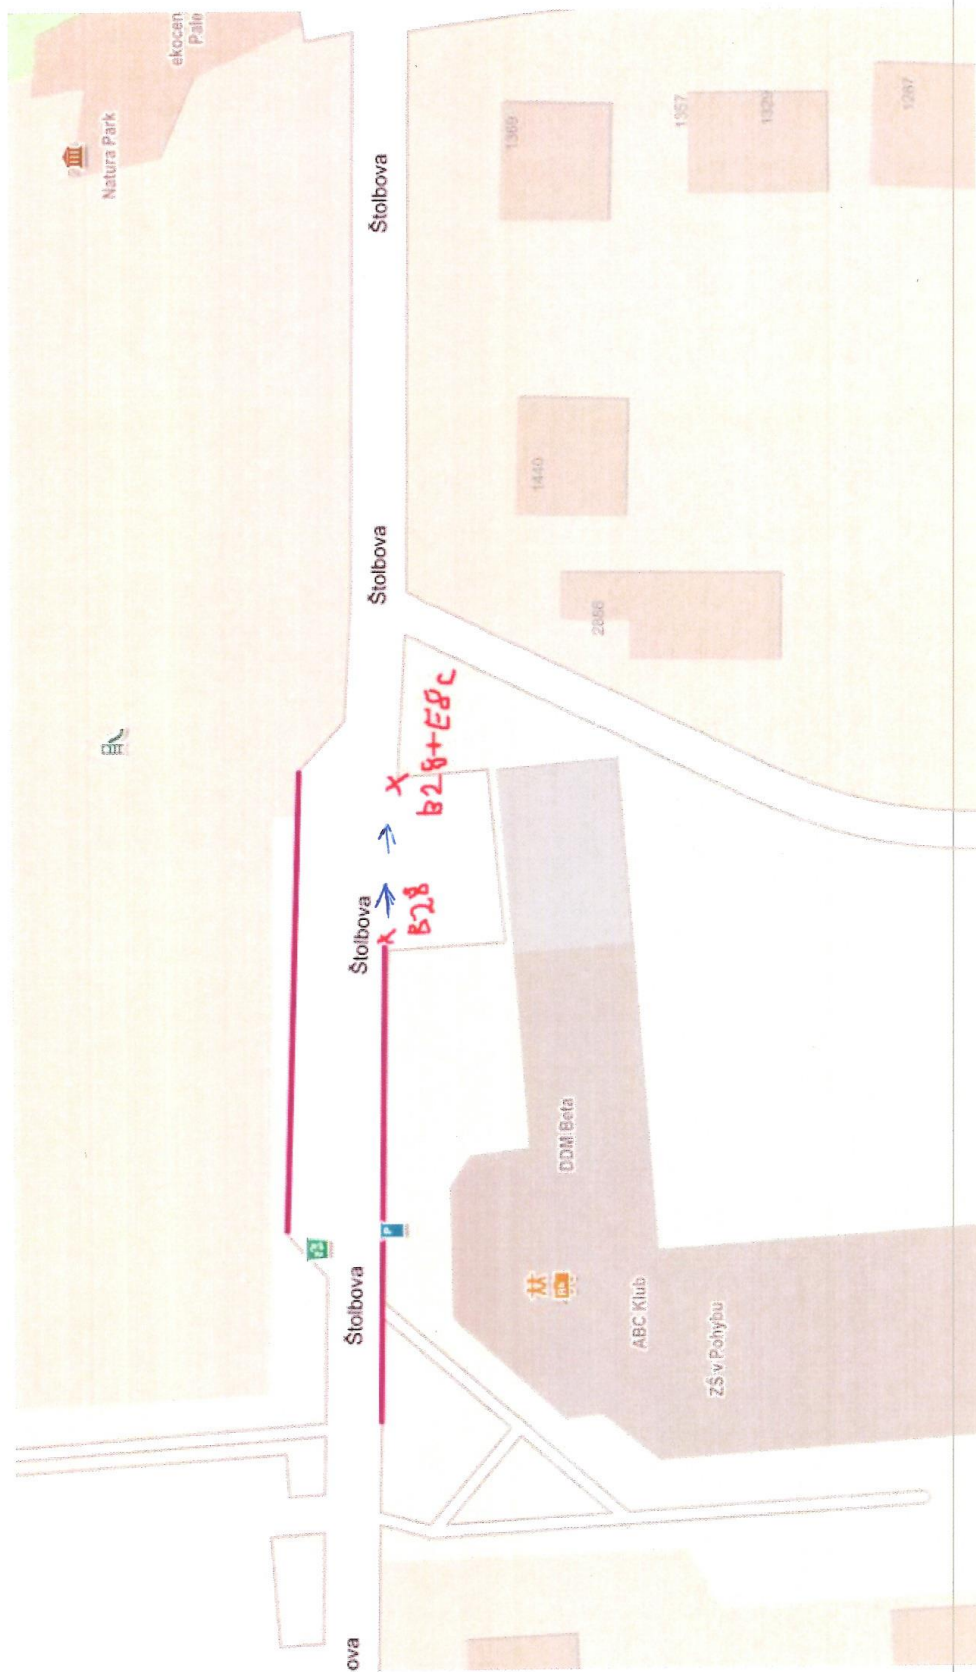 ekocen
Pale
Natura Park
Štolbova
1369
1357
1329
1287
Štolbova
1440
2856
B28+E8c
Štolbova
B28
DDM Beta
P
Štolbova
ABC Klub
ZŠ v Pohybu
ova